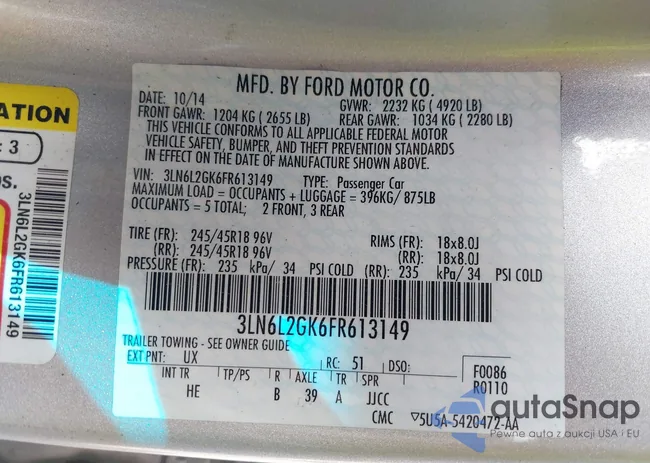 MFD. BY FORD MOTOR CO.
DATE: 10/14 GVWR: 2232 KG ( 4920 LB)
FRONT GAWR: 1204 KG ( 2655 LB) REAR GAWR: 1034 KG ( 2280 LB)
THIS VEHICLE CONFORMS TO ALL APPLICABLE FEDERAL MOTOR
VEHICLE SAFETY, BUMPER, AND THEFT PREVENTION STANDARDS
IN EFFECT ON THE DATE OF MANUFACTURE SHOWN ABOVE.
VIN: 3LN6L2GK6FR613149 TYPE: Passenger Car
MAXIMUM LOAD = OCCUPANTS + LUGGAGE = 396KG/ 875LB
OCCUPANTS = 5 TOTAL; 2 FRONT, 3 REAR
TIRE (FR): 245/45R18 96V RIMS (FR): 18x8.0J
(RR): 245/45R18 96V (RR): 18x8.0J
PRESSURE (FR): 235 kPa/ 34 PSI COLD (RR): 235 kPa/ 34 PSI COLD
3LN6L2GK6FR613149
TRAILER TOWING - SEE OWNER GUIDE
EXT PNT: UX RC: 51 DSO: F0086
R0110
INT TR TP/PS R AXLE TR SPR
HE B 39 A JJCC
CMC ▽5U5A-5420472-AA
ATION
: 3
os.
3LN6L2GK6FR613149
autaSnap
Pewne auta z aukcji USA i EU